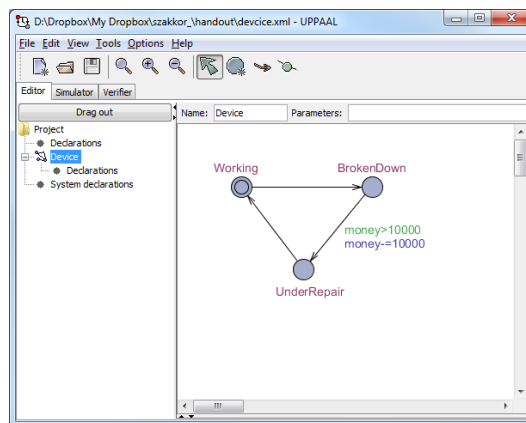 D:\Dropbox\My Dropbox\szakkor_\handout\devcice.xml - UPPAAL
File Edit View Tools Options Help
Editor Simulator Verifier
Drag out
Name: Device Parameters:
Project
Declarations
Device
Declarations
System declarations
Working BrokenDown
money>10000
money-=10000
UnderRepair